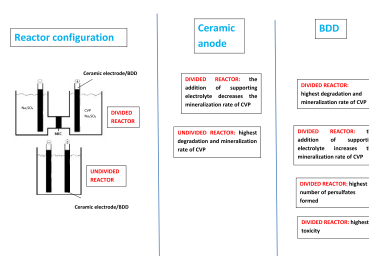 Reactor configuration
Ceramic electrode/BDD
Na₂SO₄
CVP
Na₂SO₄
MEC
DIVIDED
REACTOR
UNDIVIDED
REACTOR
Ceramic electrode/BDD
Ceramic
anode
DIVIDED REACTOR: the
addition of supporting
electrolyte decreases the
mineralization rate of CVP
UNDIVIDED REACTOR: highest
degradation and mineralization
rate of CVP
BDD
DIVIDED REACTOR:
highest degradation and
mineralization rate of CVP
DIVIDED REACTOR: t
addition of supporti
electrolyte increases t
mineralization rate of CVP
DIVIDED REACTOR: highest
number of persulfates
formed
DIVIDED REACTOR: highest
toxicity